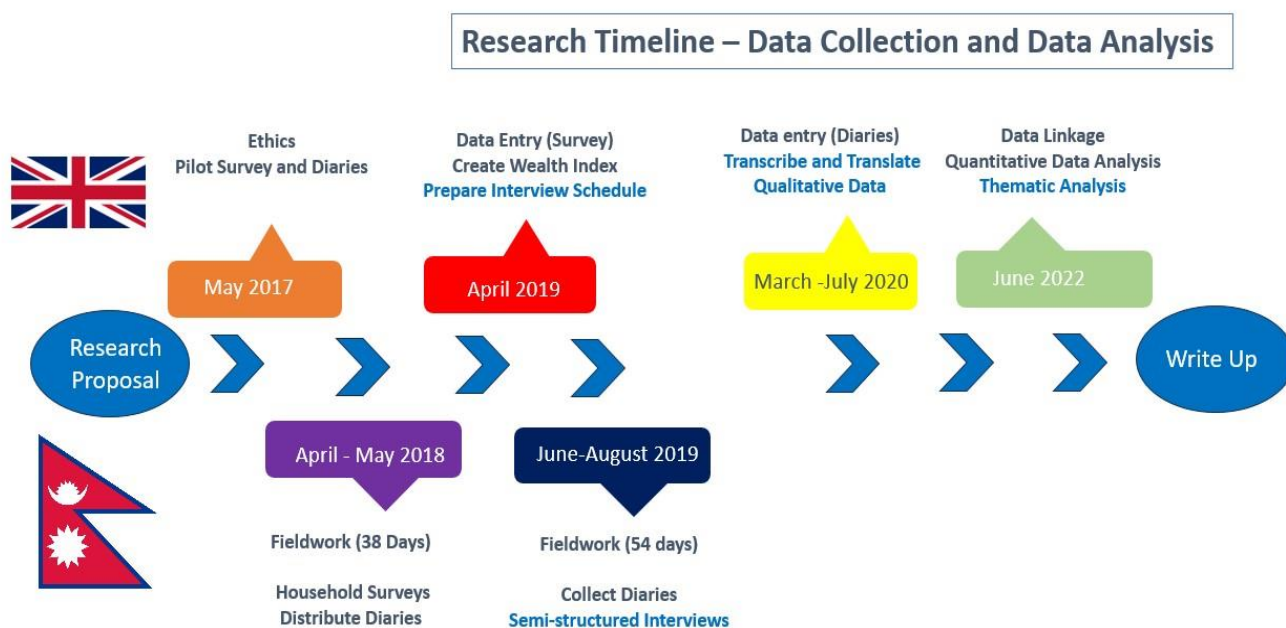 Research Timeline – Data Collection and Data Analysis
Ethics
Pilot Survey and Diaries
Data Entry (Survey)
Create Wealth Index
Prepare Interview Schedule
Data entry (Diaries)
Transcribe and Translate
Qualitative Data
Data Linkage
Quantitative Data Analysis
Thematic Analysis
May 2017
April 2019
March -July 2020
June 2022
Research
Proposal
Write Up
April - May 2018
June-August 2019
Fieldwork (38 Days)
Household Surveys
Distribute Diaries
Fieldwork (54 days)
Collect Diaries
Semi-structured Interviews